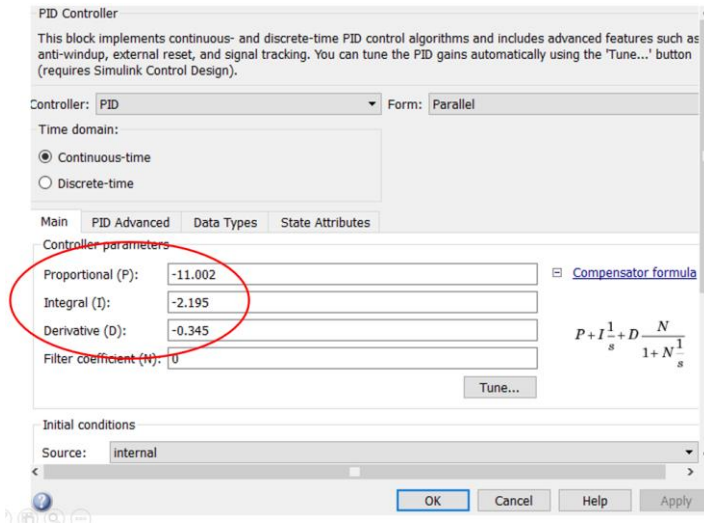 PID Controller
This block implements continuous- and discrete-time PID control algorithms and includes advanced features such as
anti-windup, external reset, and signal tracking. You can tune the PID gains automatically using the 'Tune...' button
(requires Simulink Control Design).
Controller: PID Form: Parallel
Time domain:
Continuous-time
Discrete-time
Main PID Advanced Data Types State Attributes
Controller parameters
Proportional (P): -11.002 Compensator formula
Integral (I): -2.195
Derivative (D): -0.345
P+I 1/s + D N/(1+N 1/s)
Filter coefficient (N): 0
Tune...
Initial conditions
Source: internal
OK Cancel Help Apply